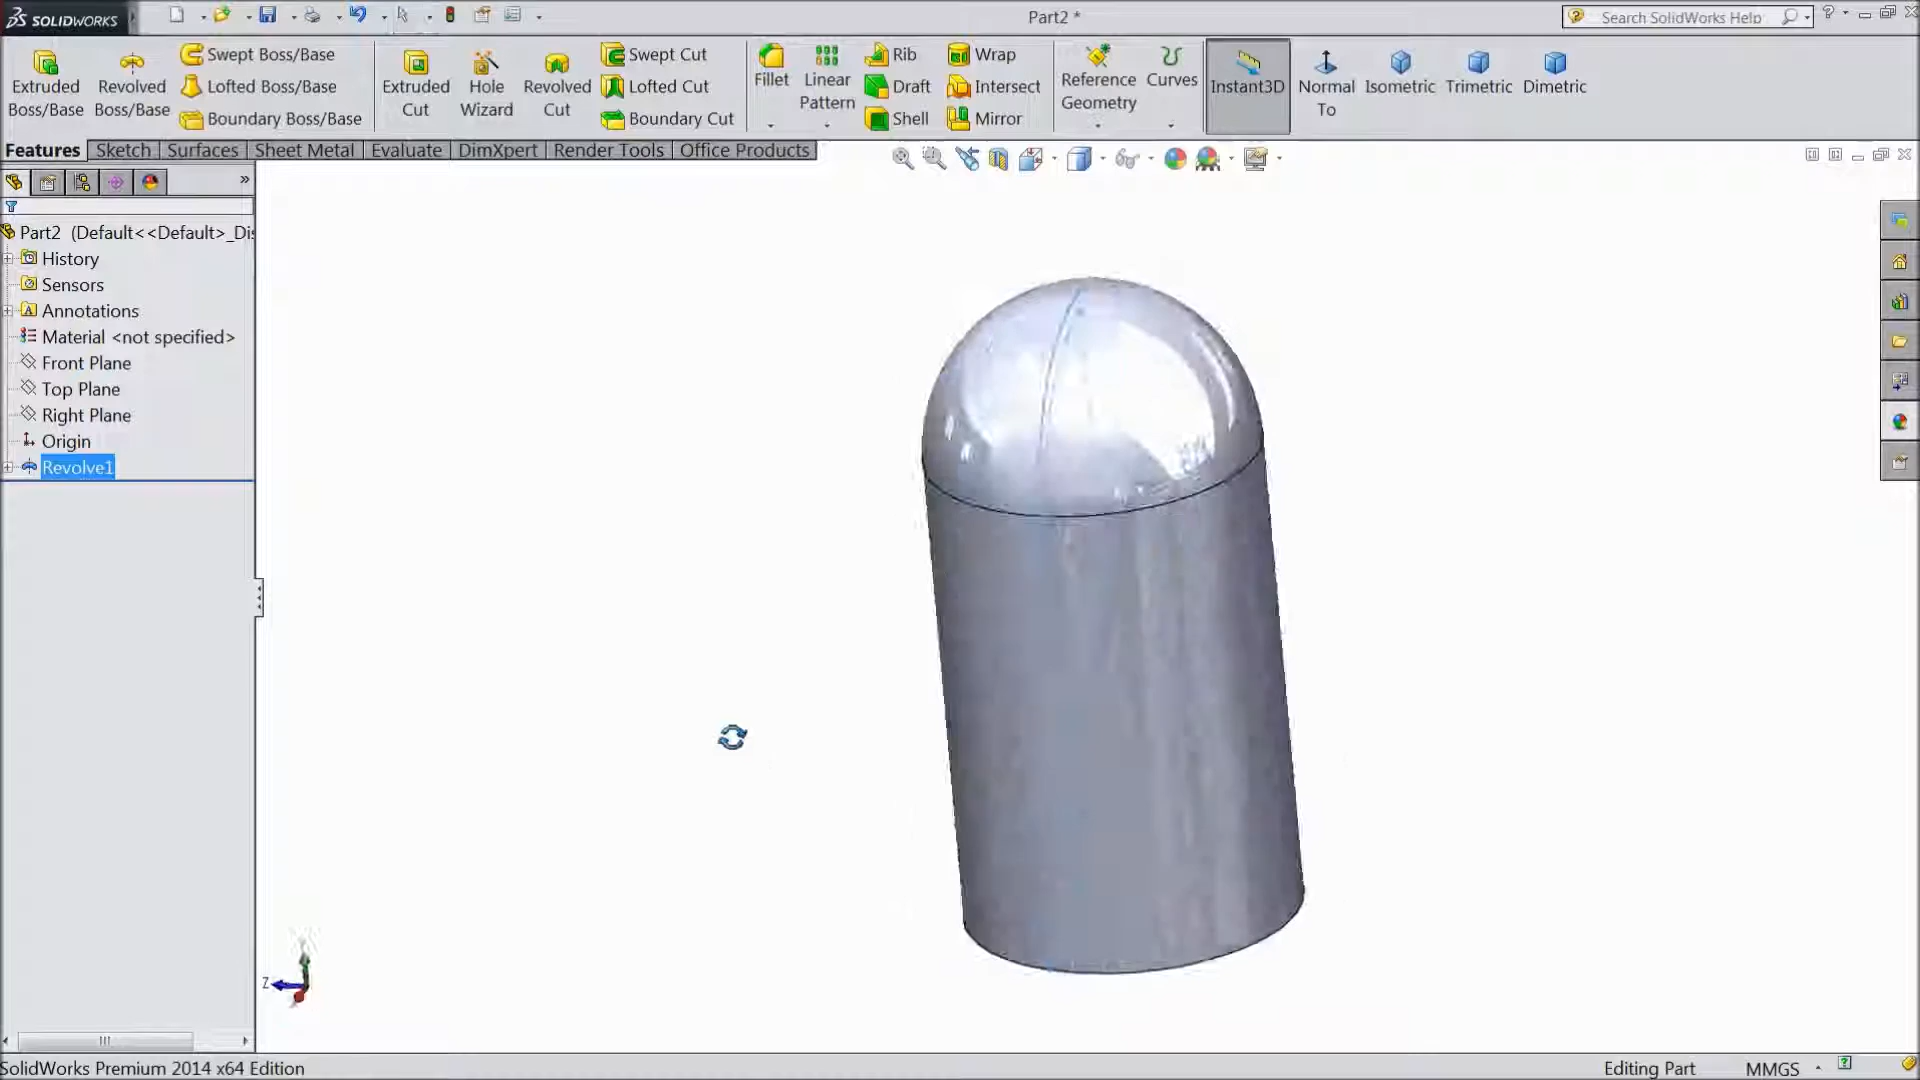 SOLIDWORKS
Part2 *
Search SolidWorks Help
Extruded Boss/Base
Revolved Boss/Base
Swept Boss/Base
Lofted Boss/Base
Boundary Boss/Base
Extruded Cut
Hole Wizard
Revolved Cut
Swept Cut
Lofted Cut
Boundary Cut
Fillet
Linear Pattern
Rib
Draft
Shell
Wrap
Intersect
Mirror
Reference Geometry
Curves
Instant3D
Normal To
Isometric
Trimetric
Dimetric
Features
Sketch
Surfaces
Sheet Metal
Evaluate
DimXpert
Render Tools
Office Products
Part2 (Default<<Default>_Di
History
Sensors
Annotations
Material <not specified>
Front Plane
Top Plane
Right Plane
Origin
Revolve1
Z
SolidWorks Premium 2014 x64 Edition
Editing Part
MMGS